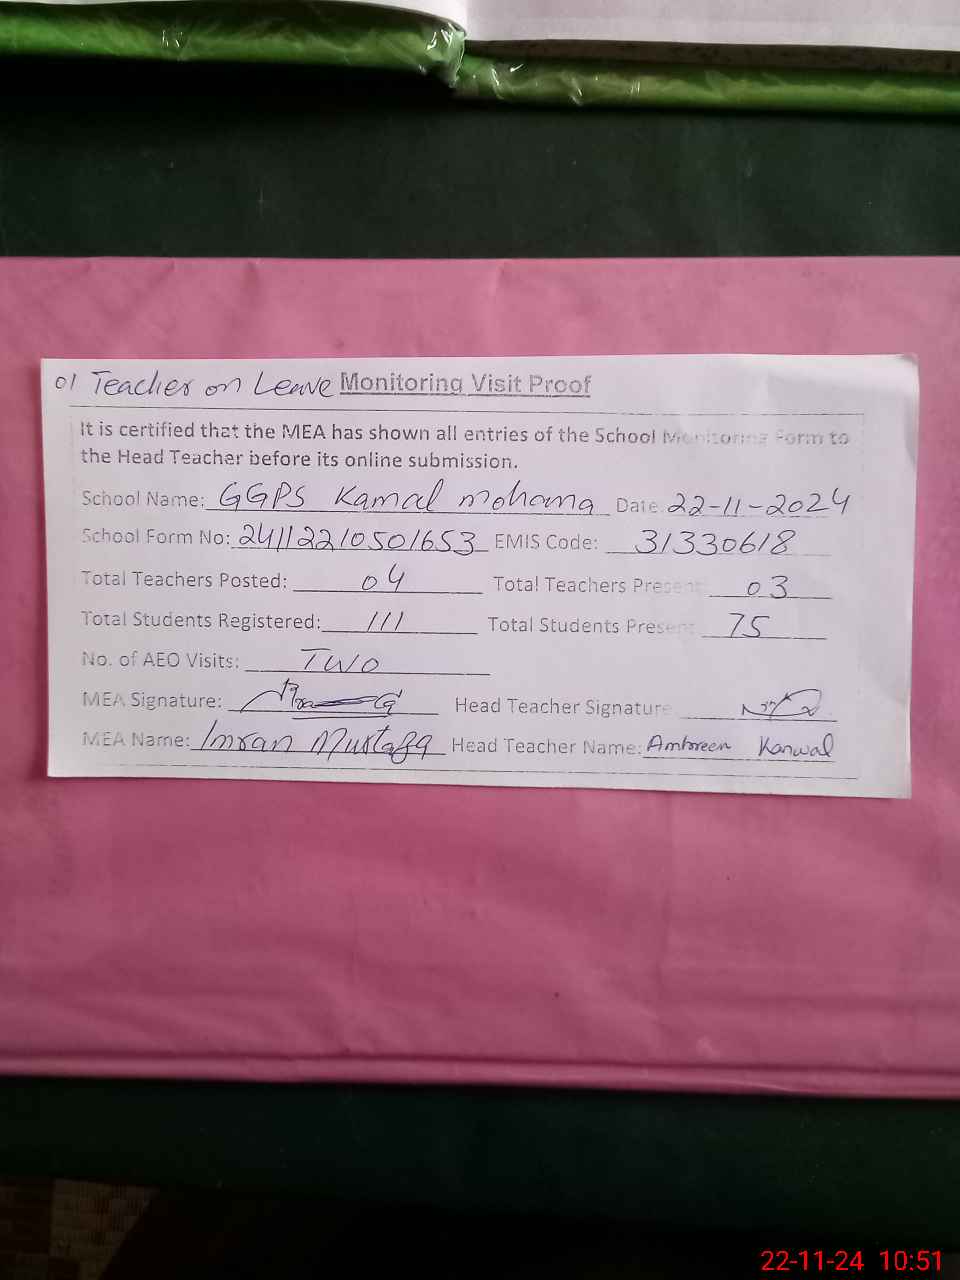 01 Teacher on Leave Monitoring Visit Proof
It is certified that the MEA has shown all entries of the School Monitoring Form to
the Head Teacher before its online submission.
School Name: GGPS Kamal mohana Date: 22-11-2024
School Form No: 24112210501653 EMIS Code: 31330618
Total Teachers Posted: 04 Total Teachers Present: 03
Total Students Registered: 111 Total Students Present: 75
No. of AEO Visits: Two
MEA Signature: Head Teacher Signature
MEA Name: Imran Mustafa Head Teacher Name: Ambreen Kanwal
22-11-24 10:51